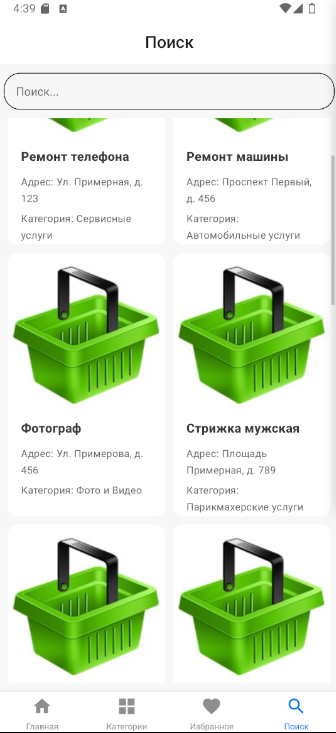 4:39
Поиск
Поиск...
Ремонт телефона
Адрес: Ул. Примерная, д.
123
Категория: Сервисные
услуги
Ремонт машины
Адрес: Проспект Первый,
д. 456
Категория:
Автомобильные услуги
Фотограф
Адрес: Ул. Примерова, д.
456
Категория: Фото и Видео
Стрижка мужская
Адрес: Площадь
Примерная, д. 789
Категория:
Парикмахерские услуги
Главная
Категории
Избранное
Поиск